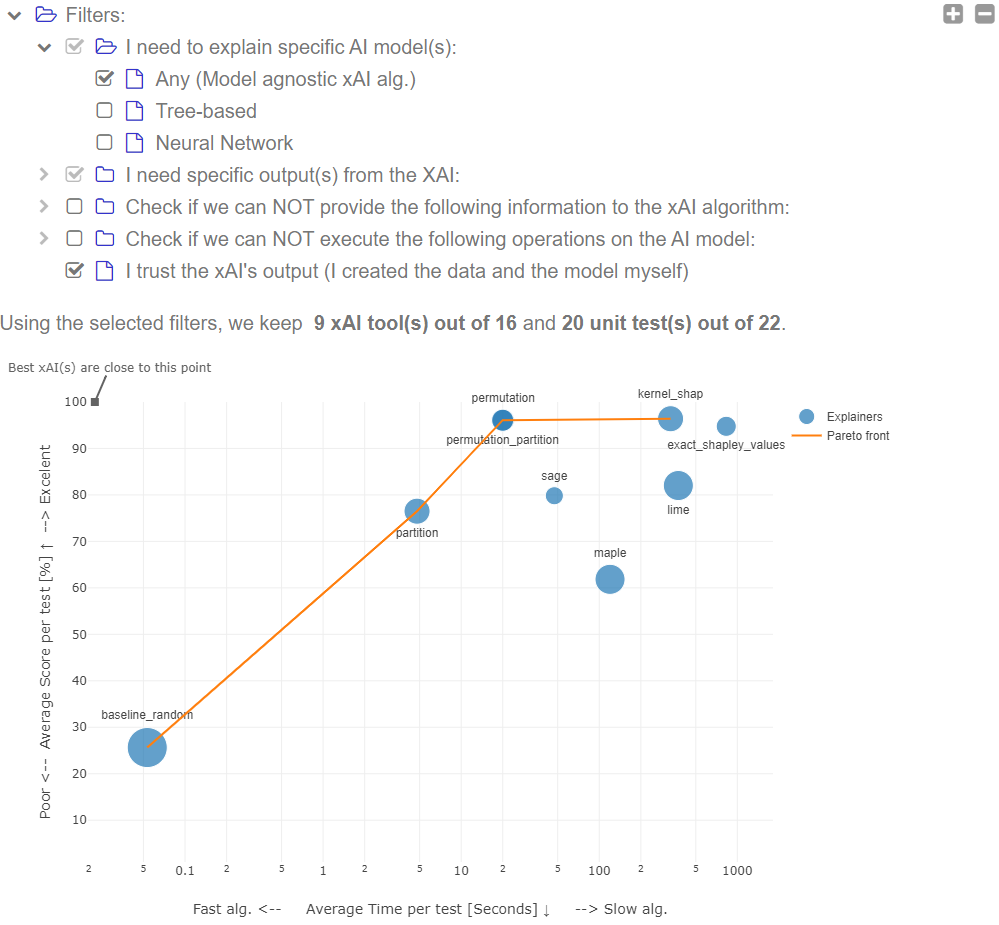 Filters:
I need to explain specific AI model(s):
Any (Model agnostic xAI alg.)
Tree-based
Neural Network
I need specific output(s) from the XAI:
Check if we can NOT provide the following information to the xAI algorithm:
Check if we can NOT execute the following operations on the AI model:
I trust the xAI's output (I created the data and the model myself)
Using the selected filters, we keep 9 xAI tool(s) out of 16 and 20 unit test(s) out of 22.
Best xAI(s) are close to this point
100
90
80
70
60
50
40
30
20
10
Poor <-- Average Score per test [%] ↑ --> Excelent
permutation
kernel_shap
permutation_partition
exact_shapley_values
sage
lime
partition
maple
baseline_random
Explainers
Pareto front
2 5 0.1 2 5 1 2 5 10 2 5 100 2 5 1000
Fast alg. <-- Average Time per test [Seconds] ↓ --> Slow alg.